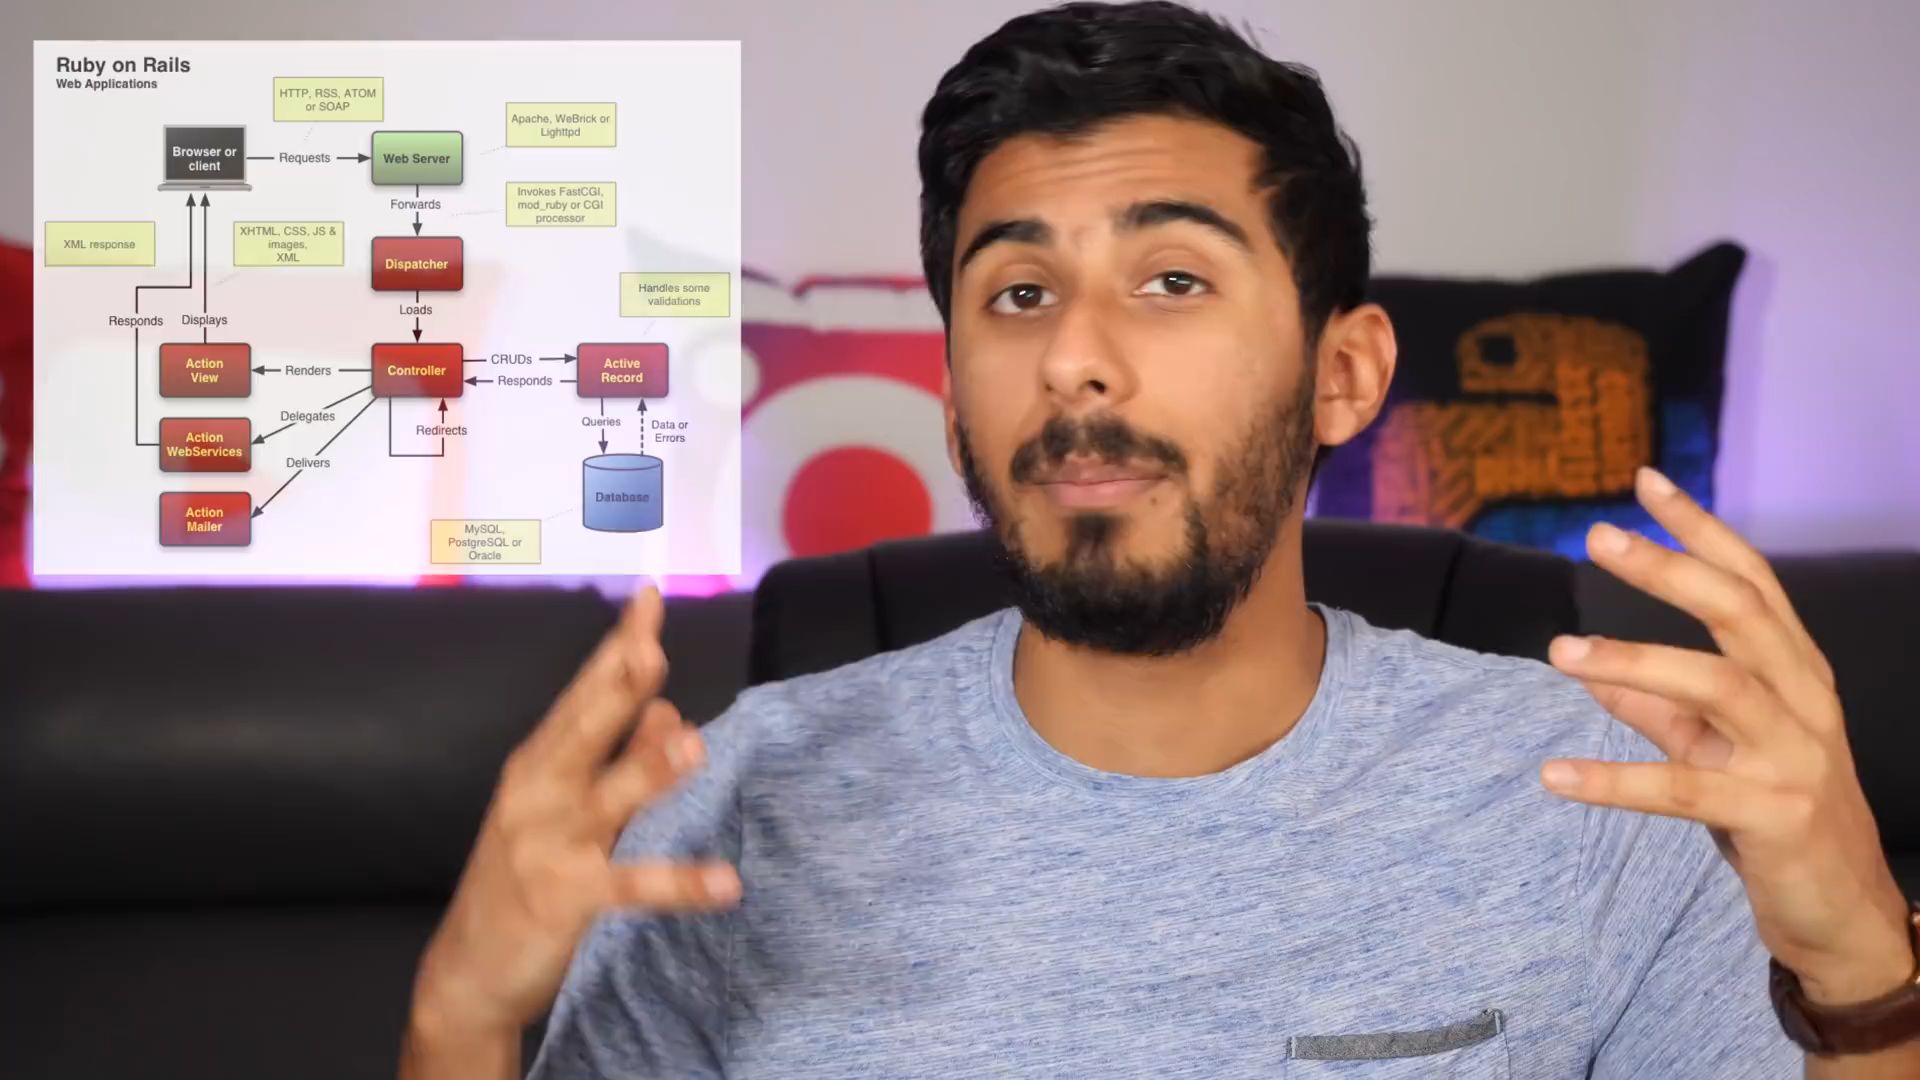 Ruby on Rails
Web Applications
HTTP, RSS, ATOM
or SOAP
Apache, WeBrick or
Lighttpd
Browser or
client
Requests
Web Server
Invokes FastCGI,
mod_ruby or CGI
processor
Forwards
XML response
XHTML, CSS, JS &
images,
XML
Dispatcher
Handles some
validations
Loads
Responds
Displays
Action
View
Renders
Controller
CRUDs
Responds
Active
Record
Delegates
Redirects
Queries
Data or
Errors
Action
WebServices
Delivers
Database
Action
Mailer
MySQL,
PostgreSQL or
Oracle